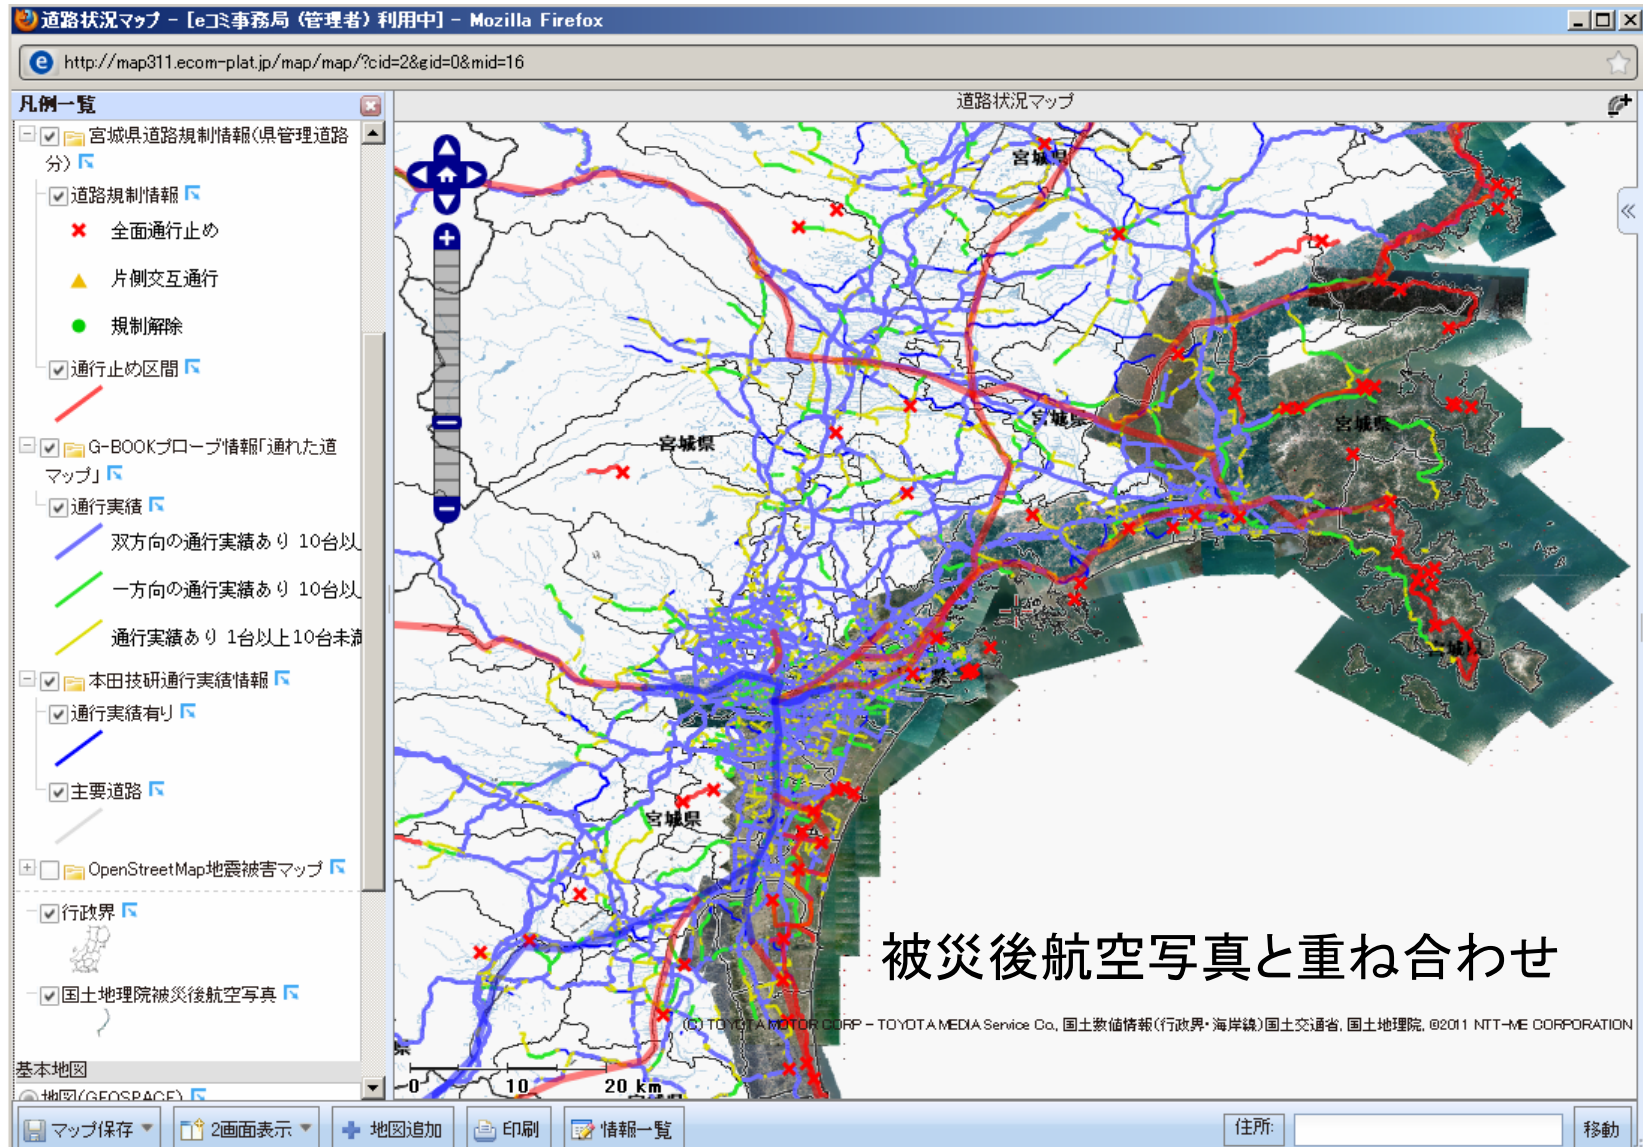 道路状況マップ - [eコミ事務局（管理者）利用中] - Mozilla Firefox
http://map311.ecom-plat.jp/map/map/?cid=2&gid=0&mid=16
凡例一覧
道路状況マップ
宮城県道路規制情報(県管理道路
分)
道路規制情報
全面通行止め
片側交互通行
規制解除
通行止め区間
G-BOOKプローブ情報「通れた道
マップ」
通行実績
双方向の通行実績あり 10台以
一方向の通行実績あり 10台以
通行実績あり 1台以上10台未満
本田技研通行実績情報
通行実績有り
主要道路
OpenStreetMap地震被害マップ
行政界
国土地理院被災後航空写真
基本地図
地図(GEOSPACE)
宮城県
宮城県
宮城県
宮城県
宮城県
被災後航空写真と重ね合わせ
(C) TOYOTA MOTOR CORP - TOYOTA MEDIA Service Co., 国土数値情報(行政界・海岸線)国土交通省, 国土地理院, ©2011 NTT-ME CORPORATION
0 10 20 km
マップ保存
2画面表示
地図追加
印刷
情報一覧
住所:
移動